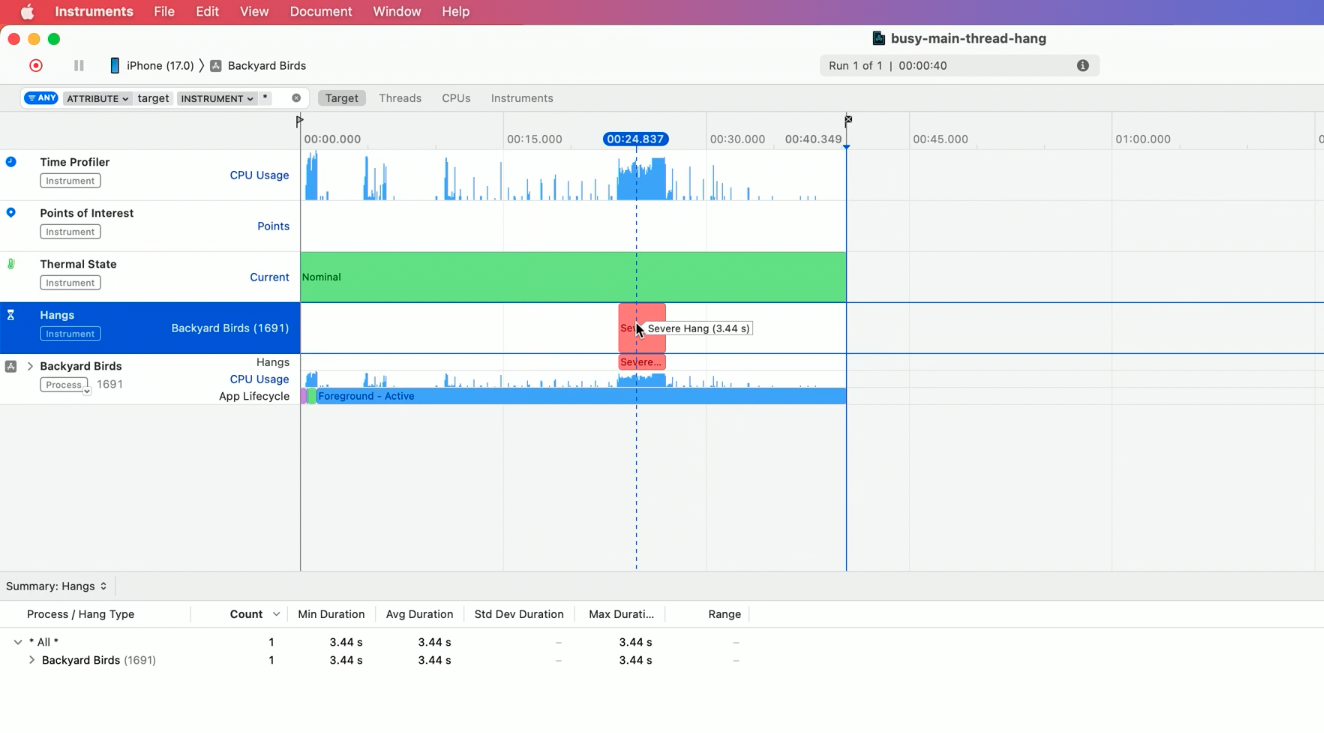 Instruments File Edit View Document Window Help
busy-main-thread-hang
iPhone (17.0) Backyard Birds Run 1 of 1 | 00:00:40
ANY ATTRIBUTE target INSTRUMENT * Target Threads CPUs Instruments
00:00.000 00:15.000 00:24.837 00:30.000 00:40.349 00:45.000 01:00.000
Time Profiler
Instrument
CPU Usage
Points of Interest
Instrument
Points
Thermal State
Instrument
Current
Nominal
Hangs
Instrument
Backyard Birds (1691)
Severe Hang (3.44 s)
Backyard Birds
Process 1691
Hangs
Severe...
CPU Usage
App Lifecycle
Foreground - Active
Summary: Hangs
Process / Hang Type Count Min Duration Avg Duration Std Dev Duration Max Durati... Range
* All * 1 3.44 s 3.44 s – 3.44 s –
Backyard Birds (1691) 1 3.44 s 3.44 s – 3.44 s –